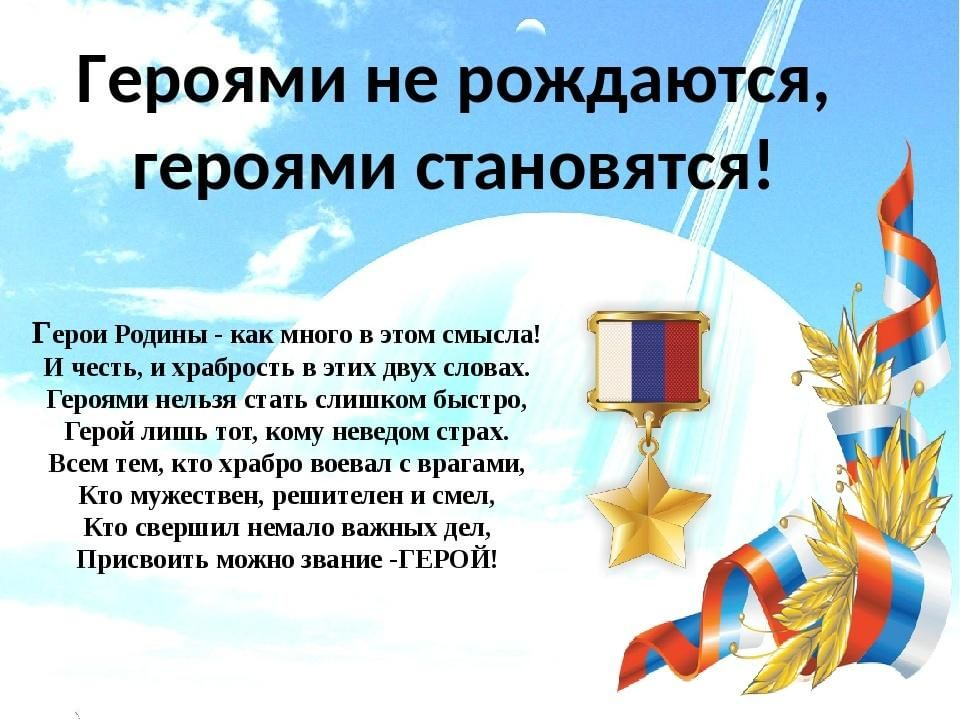 Героями не рождаются,
героями становятся!
Герои Родины - как много в этом смысла!
И честь, и храбрость в этих двух словах.
Героями нельзя стать слишком быстро,
Герой лишь тот, кому неведом страх.
Всем тем, кто храбро воевал с врагами,
Кто мужествен, решителен и смел,
Кто свершил немало важных дел,
Присвоить можно звание -ГЕРОЙ!